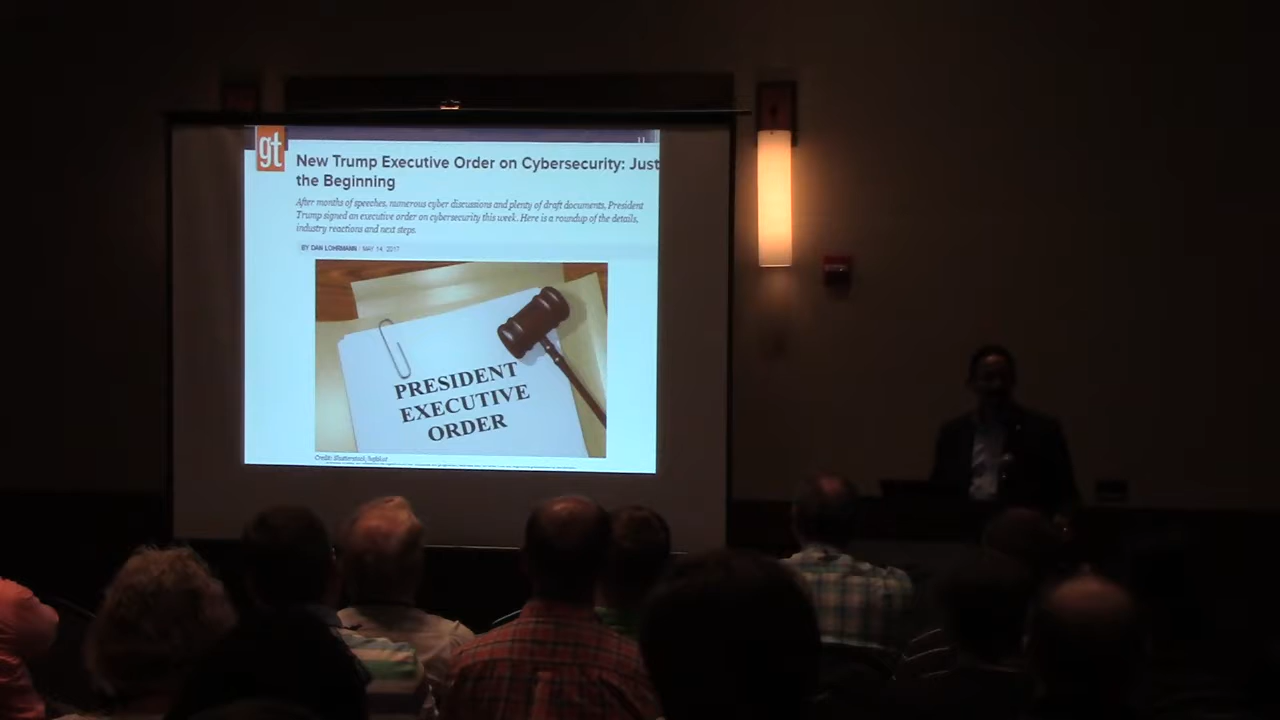 gt
New Trump Executive Order on Cybersecurity: Just
the Beginning
After months of speeches, numerous cyber discussions and plenty of draft documents, President
Trump signed an executive order on cybersecurity this week. Here is a roundup of the details,
industry reactions and next steps.
BY DAN LOHRMANN / MAY 14, 2017
PRESIDENT
EXECUTIVE
ORDER
Credit: Shutterstock/